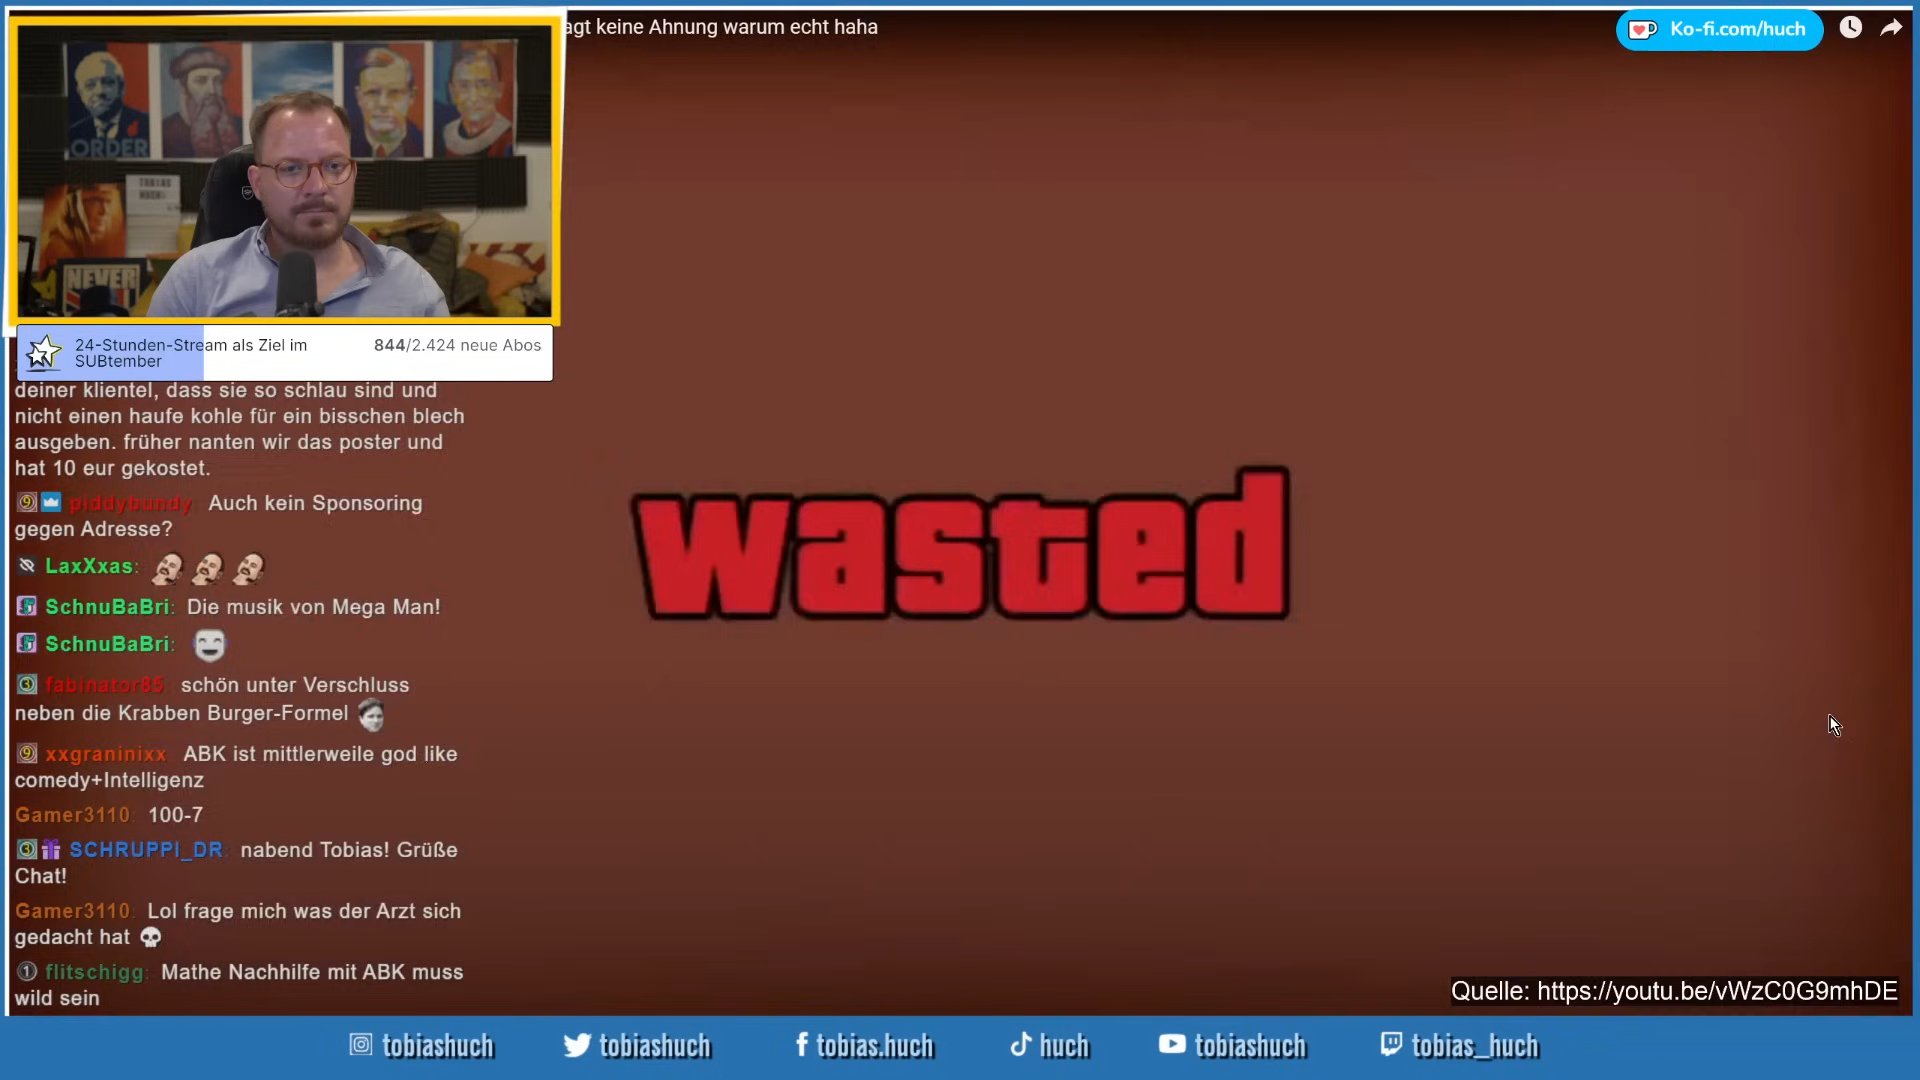 agt keine Ahnung warum echt haha
Ko-fi.com/huch
ORDER
TOBIAS
HUCH
NEVER
24-Stunden-Stream als Ziel im
SUBtember
844/2.424 neue Abos
deiner klientel, dass sie so schlau sind und
nicht einen haufe kohle für ein bisschen blech
ausgeben. früher nanten wir das poster und
hat 10 eur gekostet.
piddybundy: Auch kein Sponsoring
gegen Adresse?
LaxXxas:
SchnuBaBri: Die musik von Mega Man!
SchnuBaBri:
fabinator85: schön unter Verschluss
neben die Krabben Burger-Formel
xxgraninixx: ABK ist mittlerweile god like
comedy+Intelligenz
Gamer3110: 100-7
SCHRUPPI_DR: nabend Tobias! Grüße
Chat!
Gamer3110: Lol frage mich was der Arzt sich
gedacht hat
flitschigg: Mathe Nachhilfe mit ABK muss
wild sein
wasted
Quelle: https://youtu.be/vWzC0G9mhDE
tobiashuch
tobiashuch
tobias.huch
huch
tobiashuch
tobias_huch